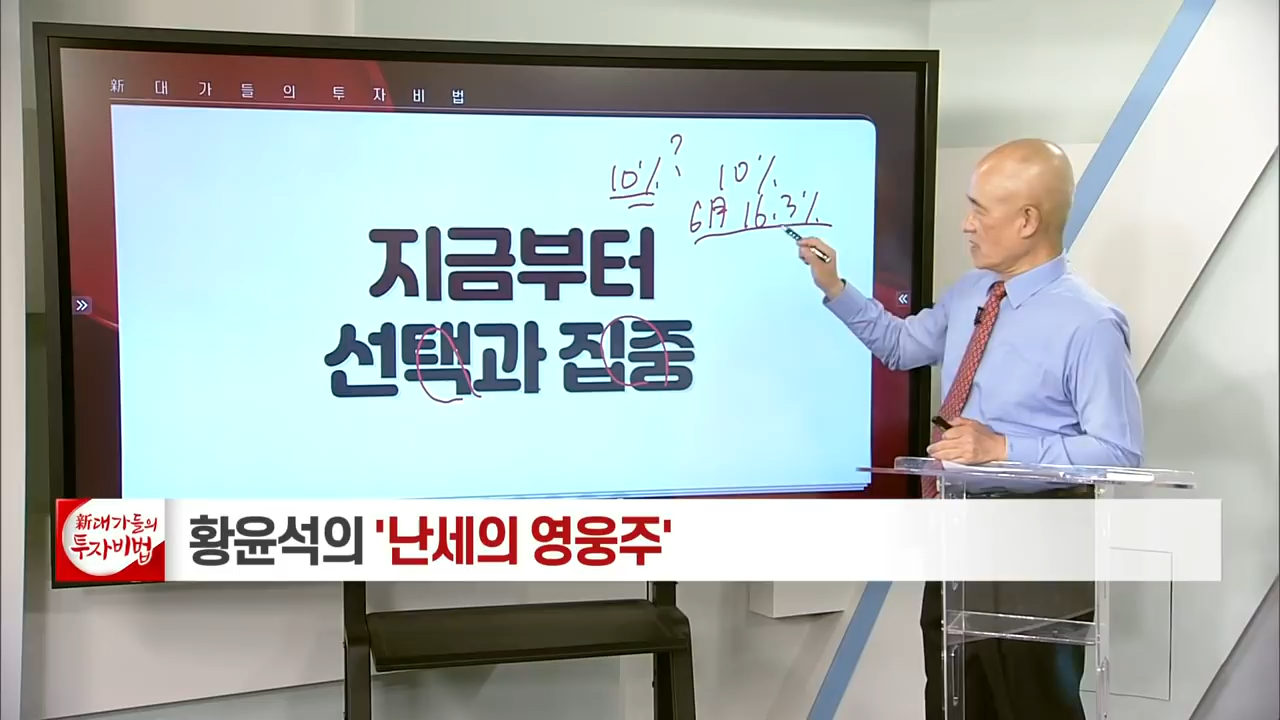 新 대 가 들 의 투 자 비 법
10%?
10%
6月 16.3%
지금부터
선택과 집중
新대가들의
투자비법
황윤석의 '난세의 영웅주'